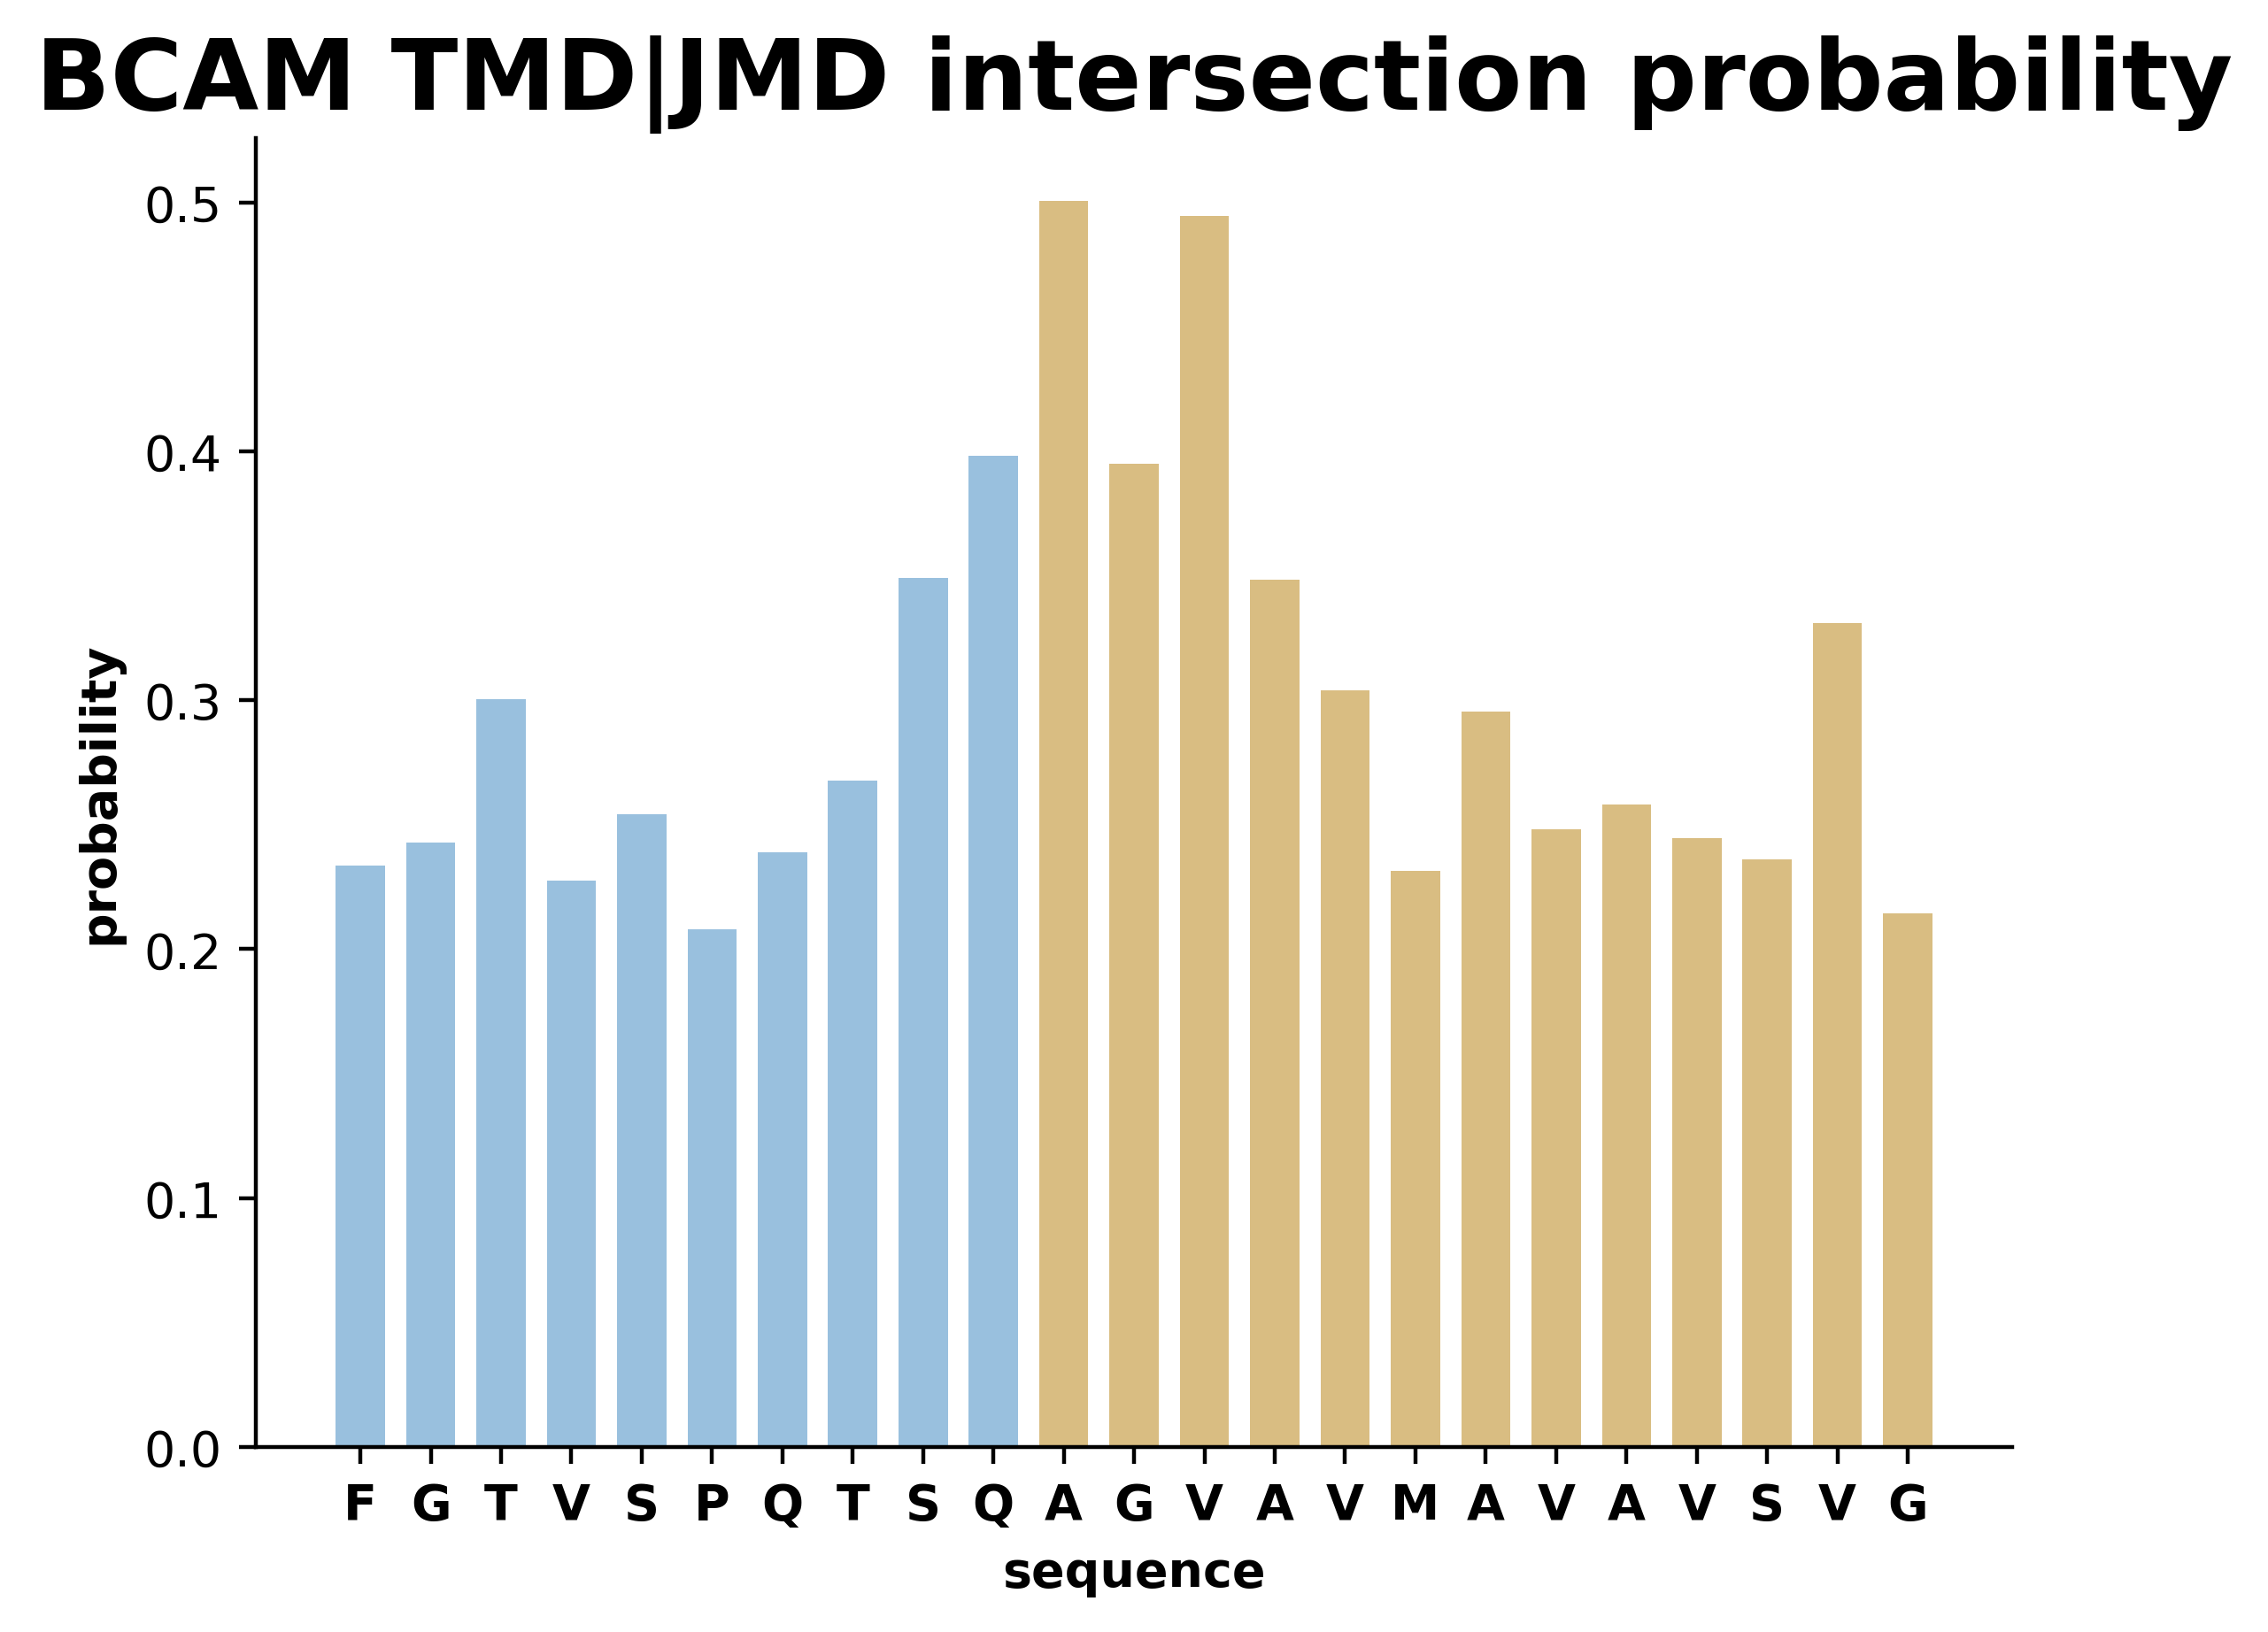 BCAM TMD|JMD intersection probability
probability
0.5
0.4
0.3
0.2
0.1
0.0
F G T V S P Q T S Q A G V A V M A V A V S V G
sequence